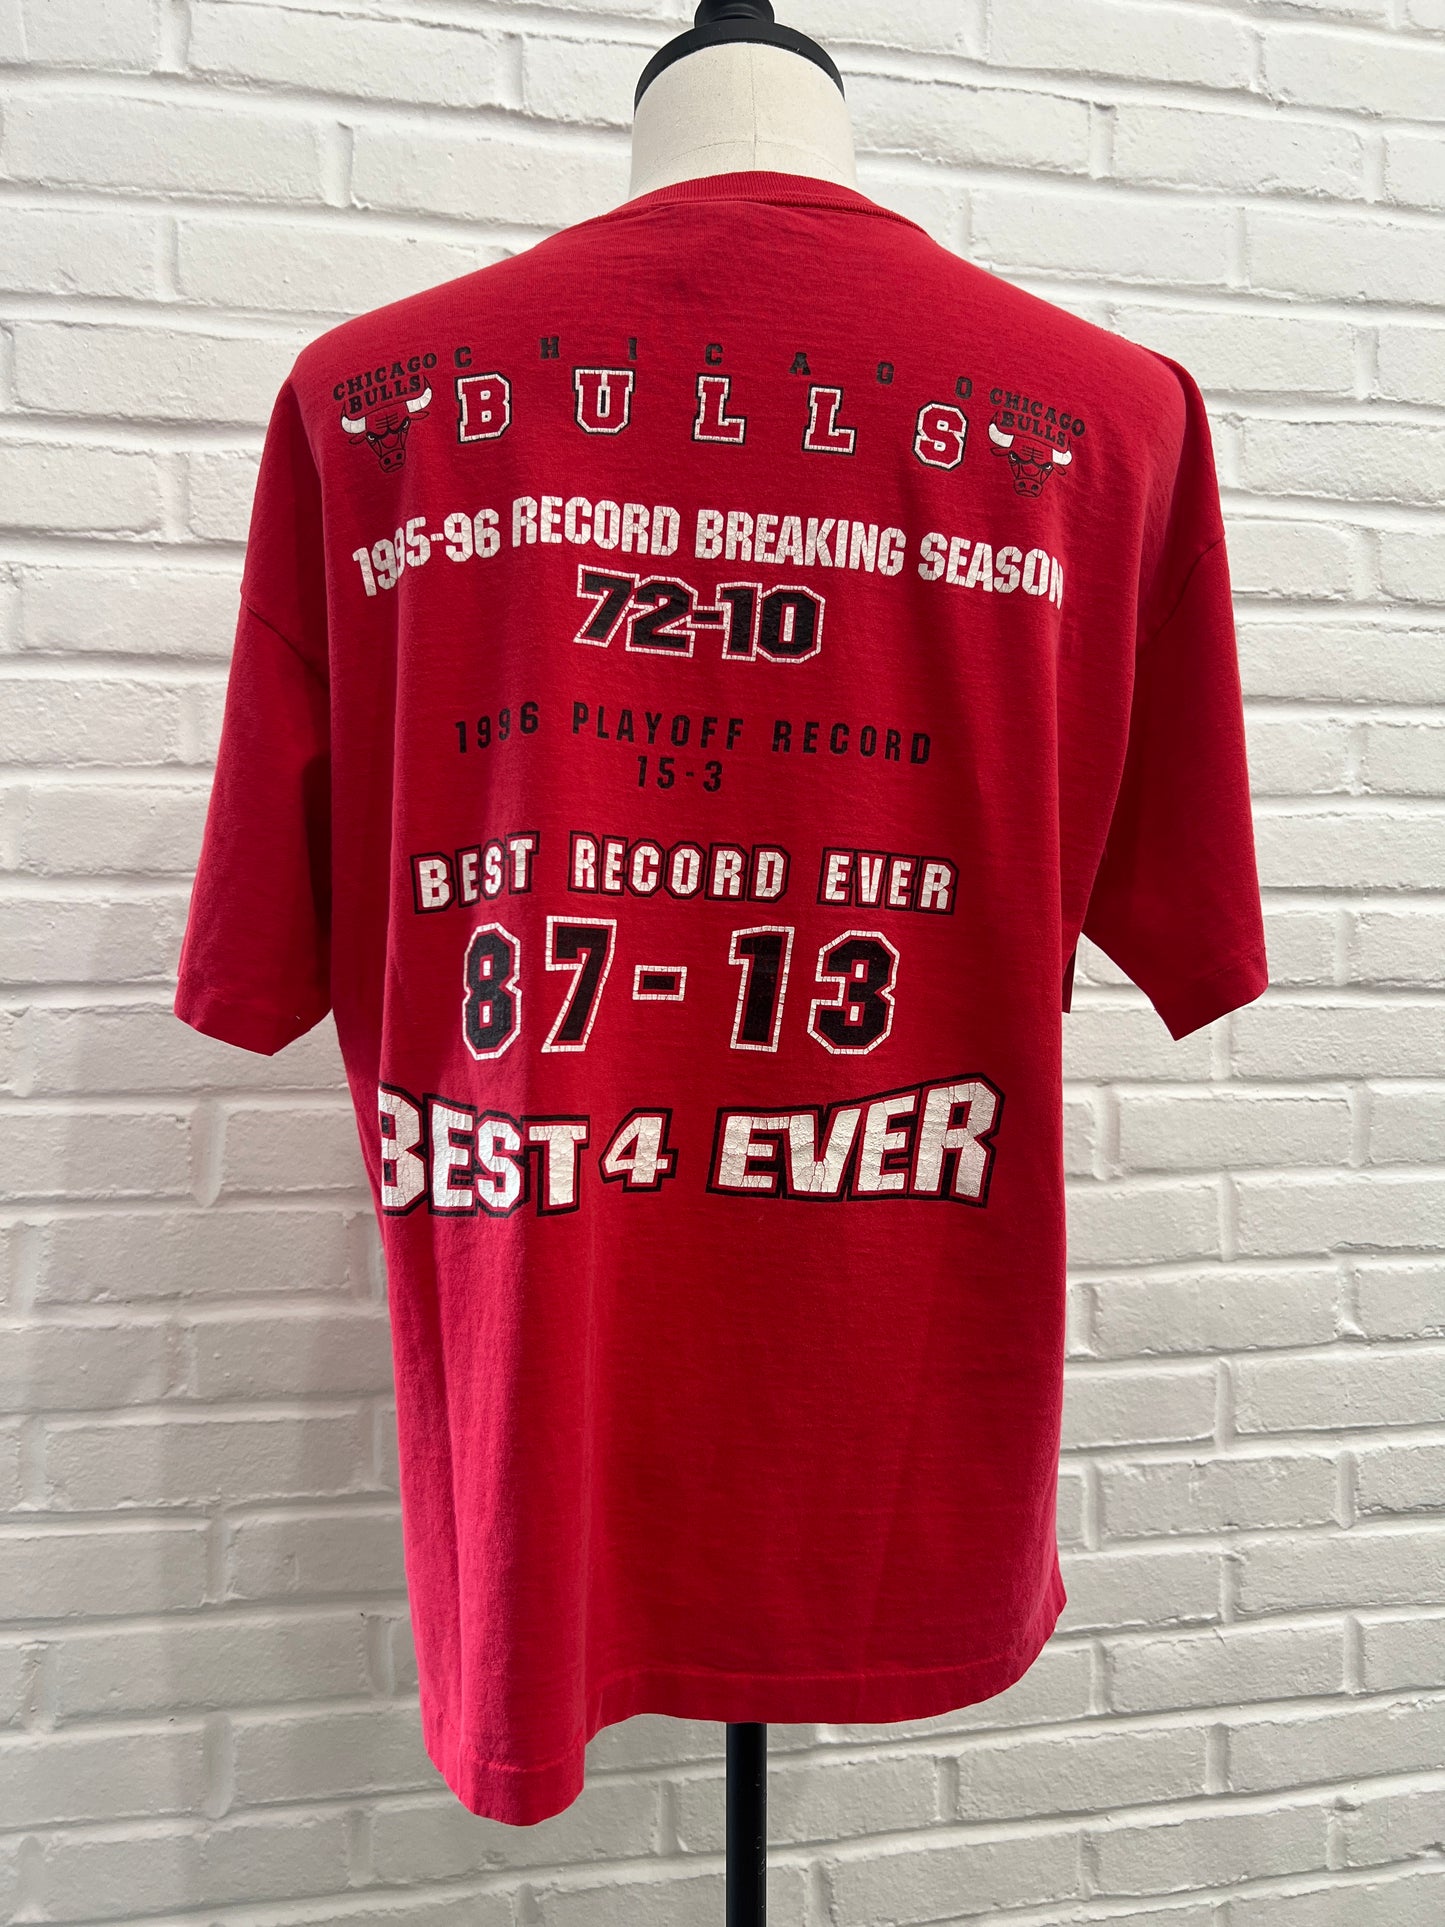 CHICAGO
CHICAGO BULLS
BULLS
CHICAGO BULLS
1995-96 RECORD BREAKING SEASON
72-10
1996 PLAYOFF RECORD
15-3
BEST RECORD EVER
87-13
BEST 4 EVER